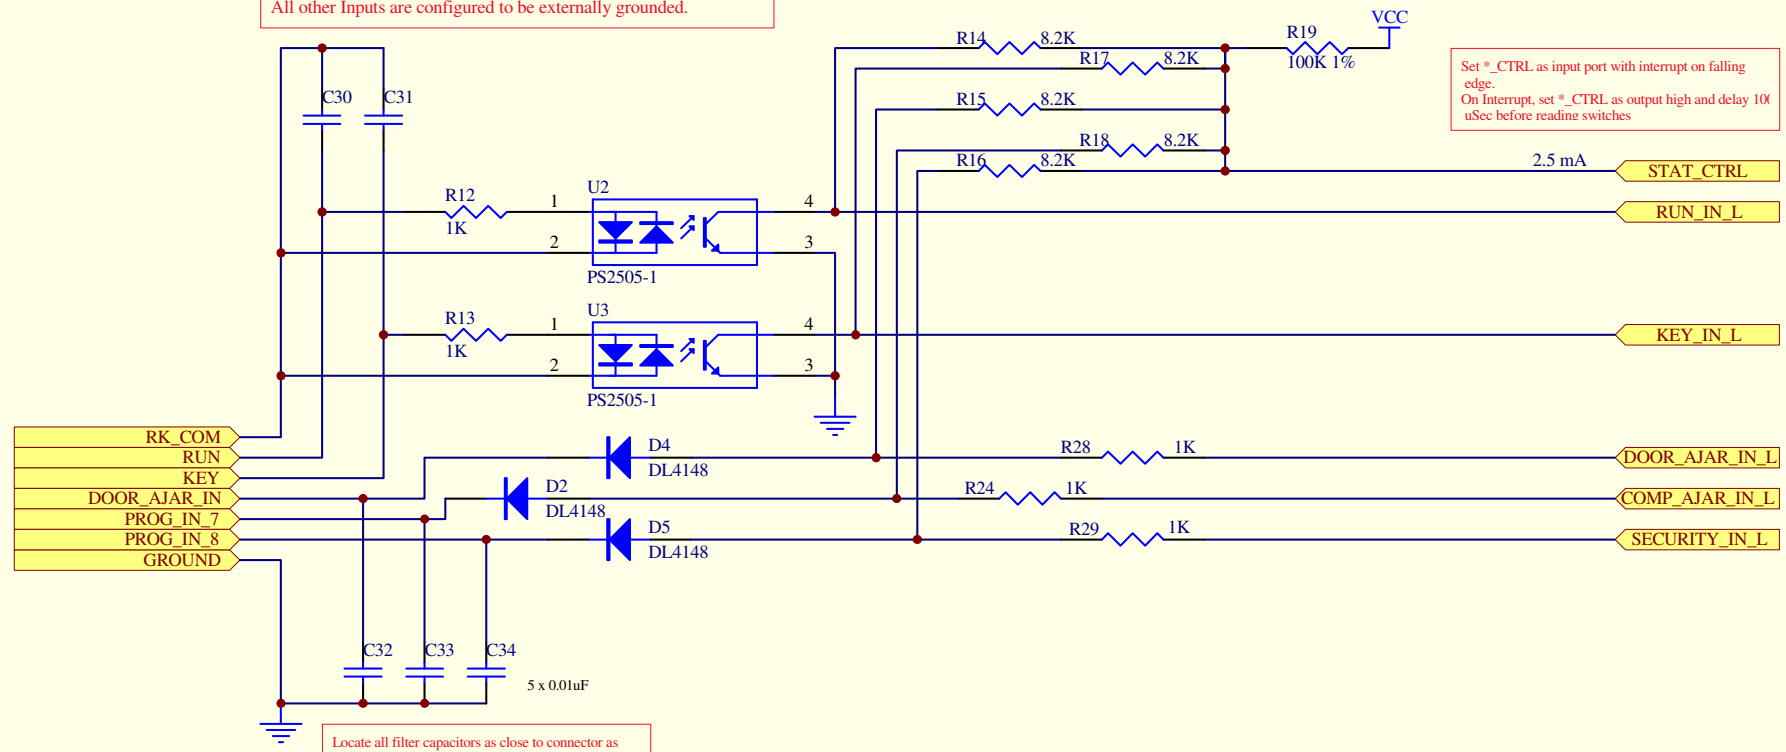 All other Inputs are configured to be externally grounded.
VCC
R14 8.2K
R19
100K 1%
R17 8.2K
Set *_CTRL as input port with interrupt on falling
edge.
On Interrupt, set *_CTRL as output high and delay 100
uSec before reading switches
C30 C31
R15 8.2K
R18 8.2K
R16 8.2K
2.5 mA
STAT_CTRL
R12
1K
1
2
U2
4
3
PS2505-1
RUN_IN_L
R13
1K
1
2
U3
4
3
PS2505-1
KEY_IN_L
RK_COM
RUN
KEY
DOOR_AJAR_IN
PROG_IN_7
PROG_IN_8
GROUND
D4
DL4148
R28 1K
DOOR_AJAR_IN_L
D2
DL4148
R24 1K
COMP_AJAR_IN_L
D5
DL4148
R29 1K
SECURITY_IN_L
C32 C33 C34
5 x 0.01uF
Locate all filter capacitors as close to connector as